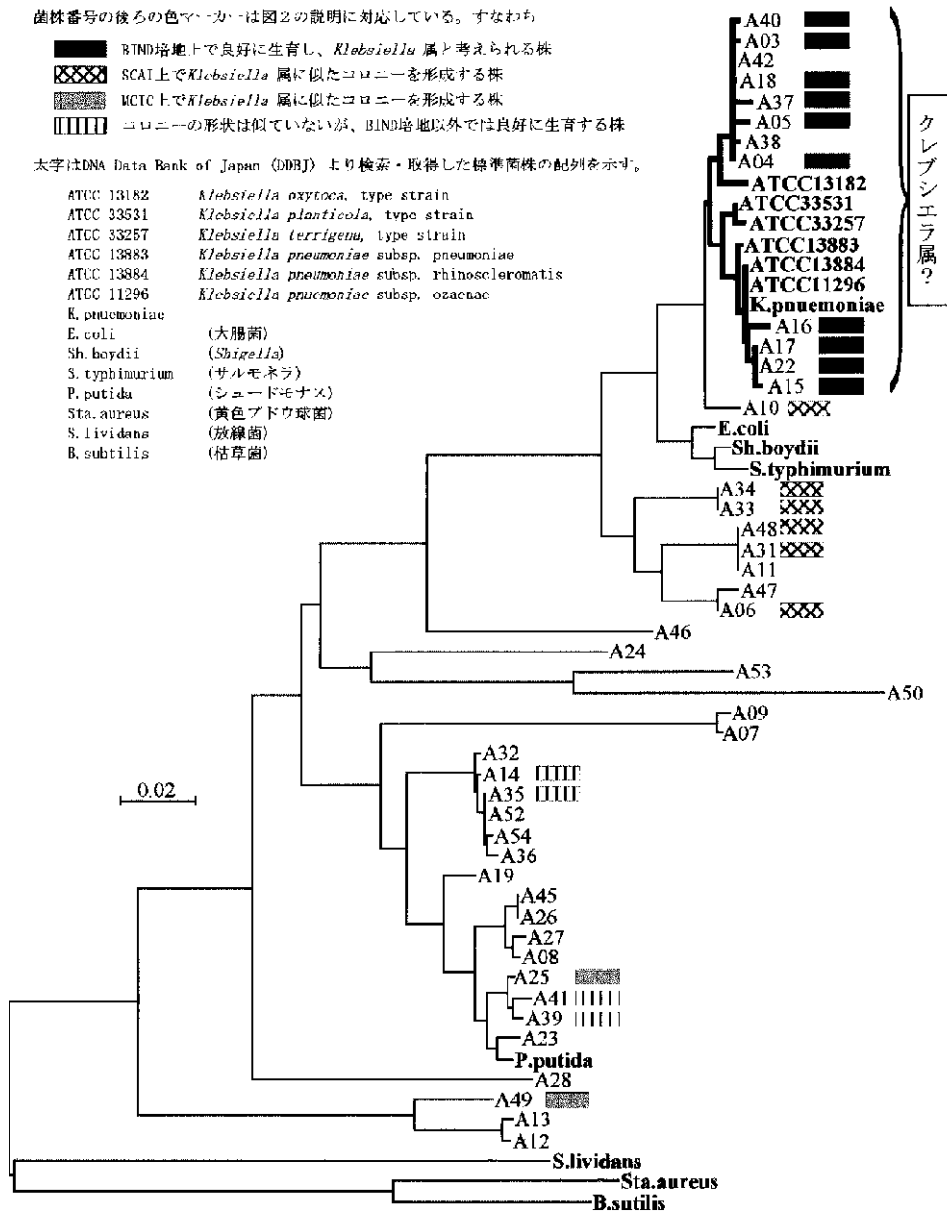 菌株番号の後ろの色マーカーは図2の説明に対応している。すなわち
BIND培地上で良好に生育し、Klebsiella 属と考えられる株
SCAI上でKlebsiella 属に似たコロニーを形成する株
MCIC上でKlebsiella 属に似たコロニーを形成する株
コロニーの形状は似ていないが、BIND培地以外では良好に生育する株
太字はDNA Data Bank of Japan (DDBJ) より検索・取得した標準菌株の配列を示す。
ATCC 13182 Klebsiella oxytoca, type strain
ATCC 33531 Klebsiella planticola, type strain
ATCC 33257 Klebsiella terrigena, type strain
ATCC 13883 Klebsiella pneumoniae subsp. pneumoniae
ATCC 13884 Klebsiella pneumoniae subsp. rhinoscleromatis
ATCC 11296 Klebsiella pnuemoniae subsp. ozaenae
K.pnuemoniae
E.coli (大腸菌)
Sh.boydii (Shigella)
S.typhimurium (サルモネラ)
P.putida (シュードモナス)
Sta.aureus (黄色ブドウ球菌)
S.lividans (放線菌)
B.subtilis (枯草菌)
A40
A03
A42
A18
A37
A05
A38
A04
ATCC13182
ATCC33531
ATCC33257
ATCC13883
ATCC13884
ATCC11296
K.pnuemoniae
A16
A17
A22
A15
クレブシエラ属?
A10
E.coli
Sh.boydii
S.typhimurium
A34
A33
A48
A31
A11
A47
A06
A46
A24
A53
A50
A09
A07
0.02
A32
A14
A35
A52
A54
A36
A19
A45
A26
A27
A08
A25
A41
A39
A23
P.putida
A28
A49
A13
A12
S.lividans
Sta.aureus
B.sutilis